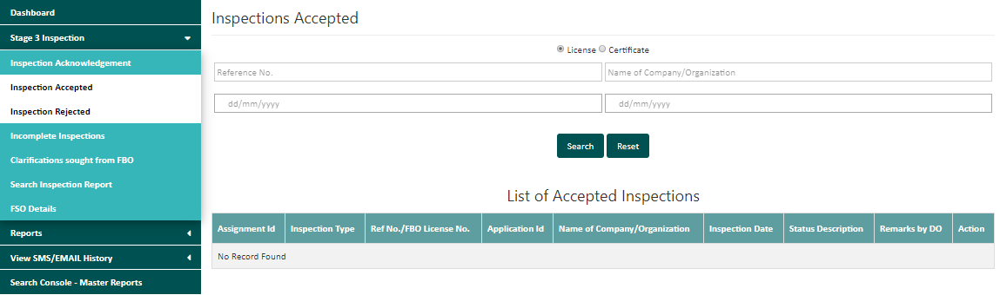 Dashboard
Stage 3 Inspection
Inspection Acknowledgement
Inspection Accepted
Inspection Rejected
Incomplete Inspections
Clarifications sought from FBO
Search Inspection Report
FSO Details
Reports
View SMS/EMAIL History
Search Console - Master Reports
Inspections Accepted
License Certificate
Reference No. Name of Company/Organization
dd/mm/yyyy dd/mm/yyyy
Search Reset
List of Accepted Inspections
Assignment Id Inspection Type Ref No./FBO License No. Application Id Name of Company/Organization Inspection Date Status Description Remarks by DO Action
No Record Found